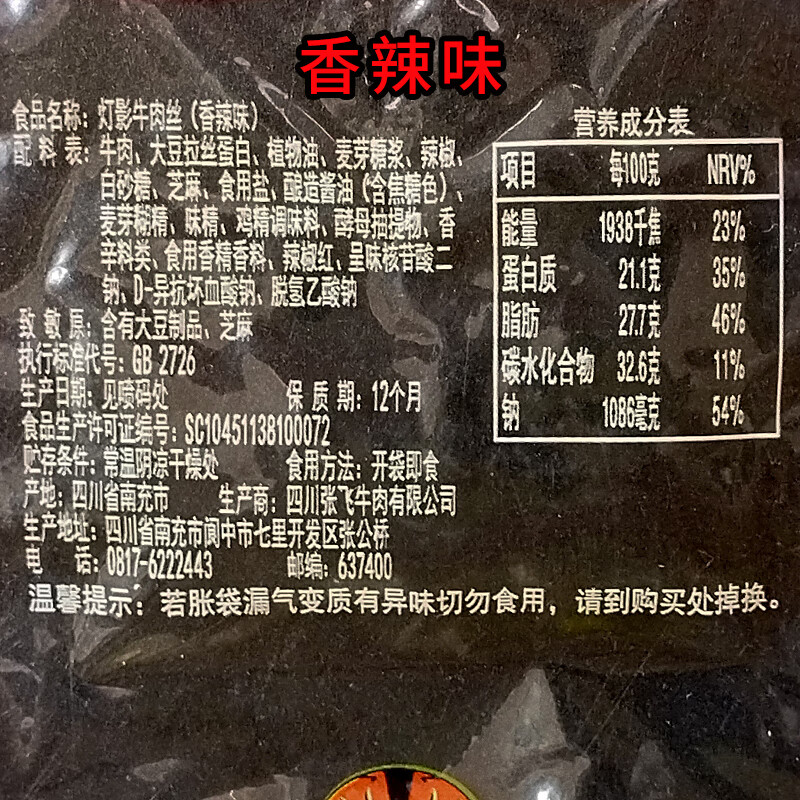 香辣味
食品名称：灯影牛肉丝（香辣味）
配料表：牛肉、大豆拉丝蛋白、植物油、麦芽糖浆、辣椒、
白砂糖、芝麻、食用盐、酿造酱油（含焦糖色）、
麦芽糊精、味精、鸡精调味料、酵母抽提物、香
辛料类、食用香精香料、辣椒红、呈味核苷酸二
钠、D-异抗坏血酸钠、脱氢乙酸钠
致敏原：含有大豆制品、芝麻
执行标准代号：GB 2726
生产日期：见喷码处 保质期：12个月
食品生产许可证编号：SC10451138100072
贮存条件：常温阴凉干燥处 食用方法：开袋即食
产地：四川省南充市 生产商：四川张飞牛肉有限公司
生产地址：四川省南充市阆中市七里开发区张公桥
电话：0817-6222443 邮编：637400
温馨提示：若胀袋漏气变质有异味切勿食用，请到购买处掉换。
营养成分表
项目 每100克 NRV%
能量 1938千焦 23%
蛋白质 21.1克 35%
脂肪 27.7克 46%
碳水化合物 32.6克 11%
钠 1086毫克 54%